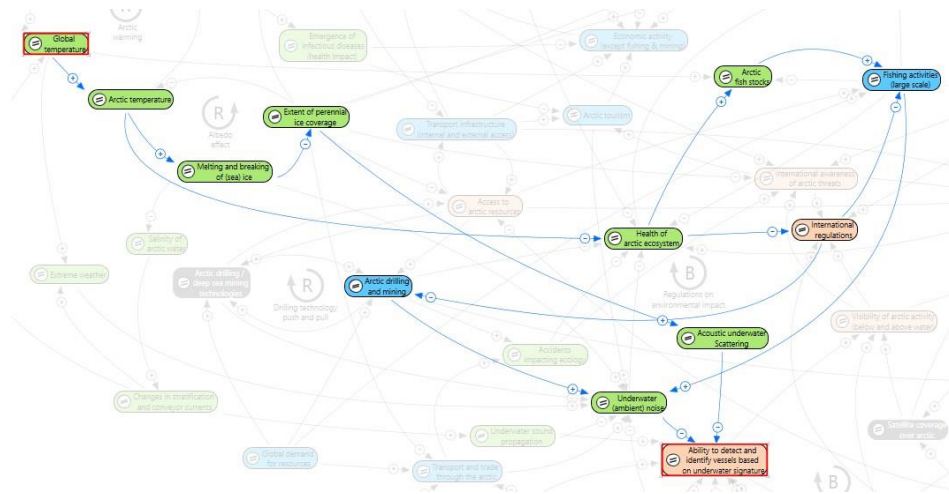 Arctic
warming
Global
temperature
Emergence of
infectious diseases
(health impact)
Economic activity
except fishing & mining
Arctic
fish stocks
Fishing activities
(large scale)
Arctic temperature
R
Albedo
effect
Extent of perennial
ice coverage
Transport infrastructure
(internal and external access)
Arctic tourism
Melting and breaking
of (sea) ice
International awareness
of arctic threats
Access to
arctic resources
Salinity of
arctic water
Health of
arctic ecosystem
International
regulations
Extreme weather
Arctic drilling /
deep sea mining
technologies
R
Drilling technology
push and pull
Arctic drilling
and mining
B
Regulations on
environmental impact
Visibility of arctic activity
(below and above water)
Acoustic underwater
Scattering
Accidents
impacting ecology
Changes in stratification
and conveyor currents
Underwater
(ambient) noise
Underwater sound
propagation
Satellite coverage
over arctic
Global demand
for resources
Transport and trade
through the arctic
Ability to detect and
identify vessels based
on underwater signature
B